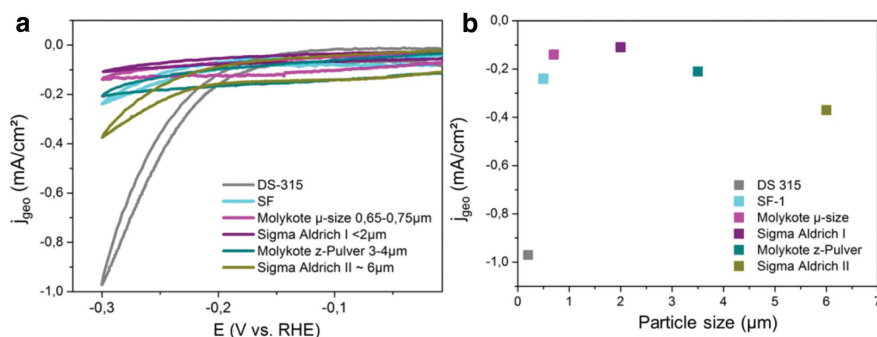 a
0,0
-0,2
-0,4
-0,6
-0,8
-1,0
j_geo (mA/cm²)
DS-315
SF
Molykote µ-size 0,65-0,75µm
Sigma Aldrich I <2µm
Molykote z-Pulver 3-4µm
Sigma Aldrich II ~ 6µm
-0,3
-0,2
-0,1
E (V vs. RHE)
b
0,0
-0,2
-0,4
-0,6
-0,8
-1,0
j_geo (mA/cm²)
DS 315
SF-1
Molykote µ-size
Sigma Aldrich I
Molykote z-Pulver
Sigma Aldrich II
0 1 2 3 4 5 6 7
Particle size (µm)